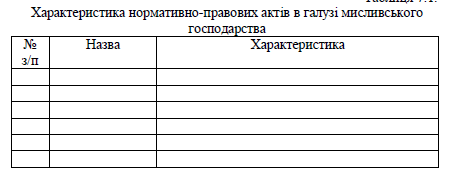 Характеристика нормативно-правових актів в галузі мисливського
господарства
№
з/п
Назва
Характеристика